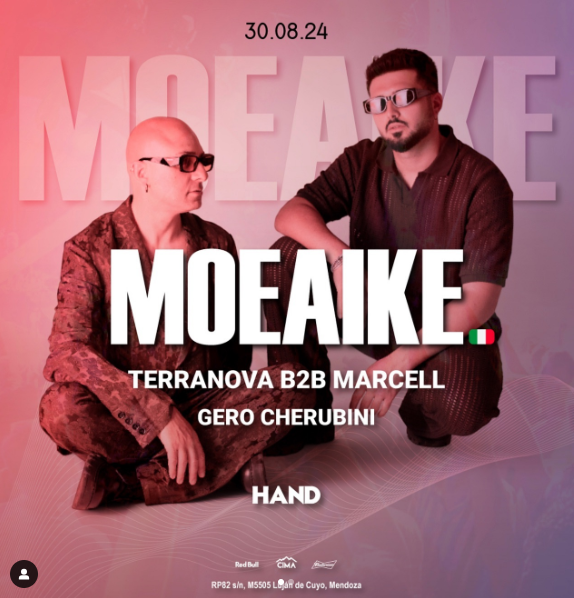 30.08.24
MOEAIKE
MOEAIKE
TERRANOVA B2B MARCELL
GERO CHERUBINI
HAND
Red Bull CIMA
RP82 s/n, M5505 Luján de Cuyo, Mendoza